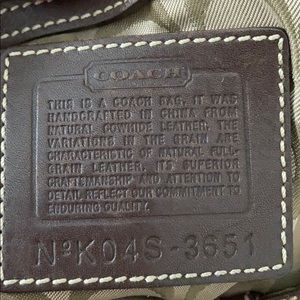 COACH
THIS IS A COACH BAG. IT WAS
HANDCRAFTED IN CHINA FROM
NATURAL COWHIDE LEATHER. THE
VARIATIONS IN THE GRAIN ARE
CHARACTERISTIC OF NATURAL FULL-
GRAIN LEATHER. ITS SUPERIOR
CRAFTSMANSHIP AND ATTENTION TO
DETAIL REFLECT OUR COMMITMENT TO
ENDURING QUALITY.
NºK04S-3651